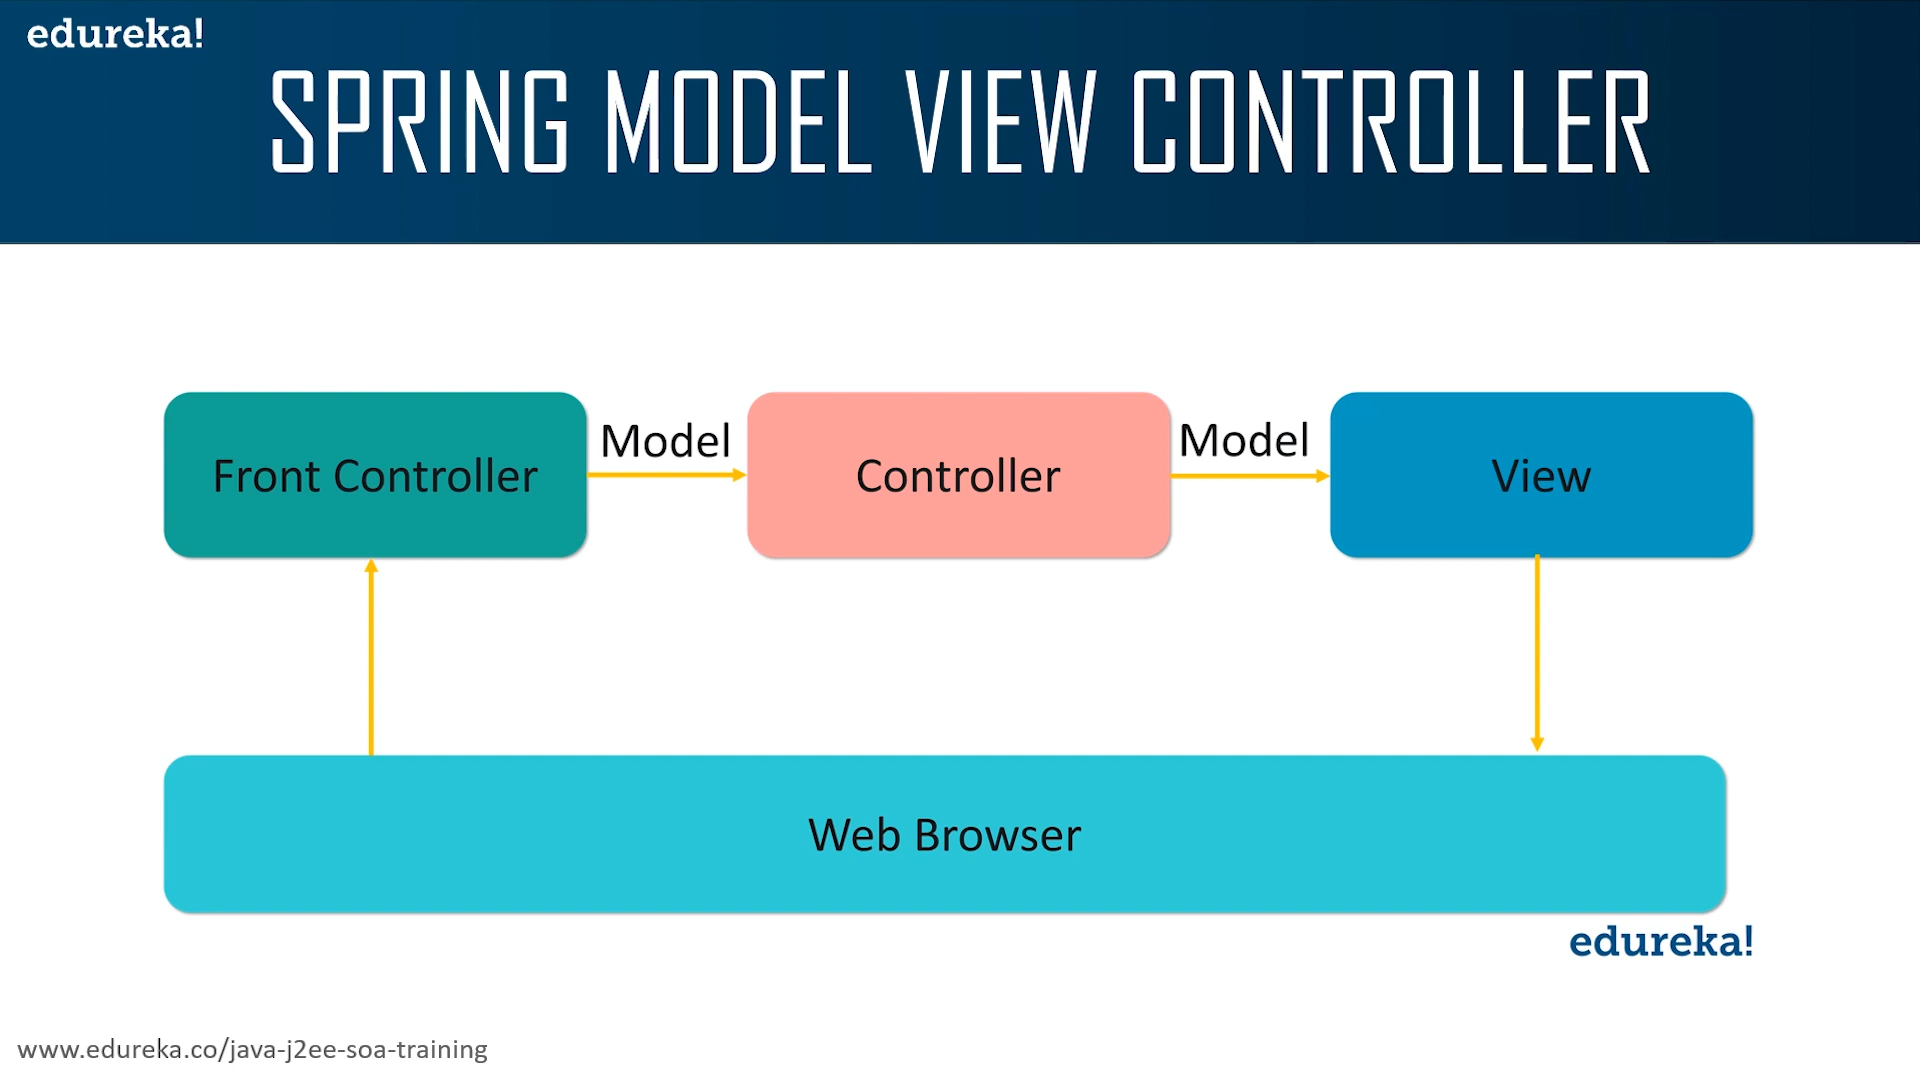 edureka!
SPRING MODEL VIEW CONTROLLER
Front Controller
Model
Controller
Model
View
Web Browser
edureka!
www.edureka.co/java-j2ee-soa-training